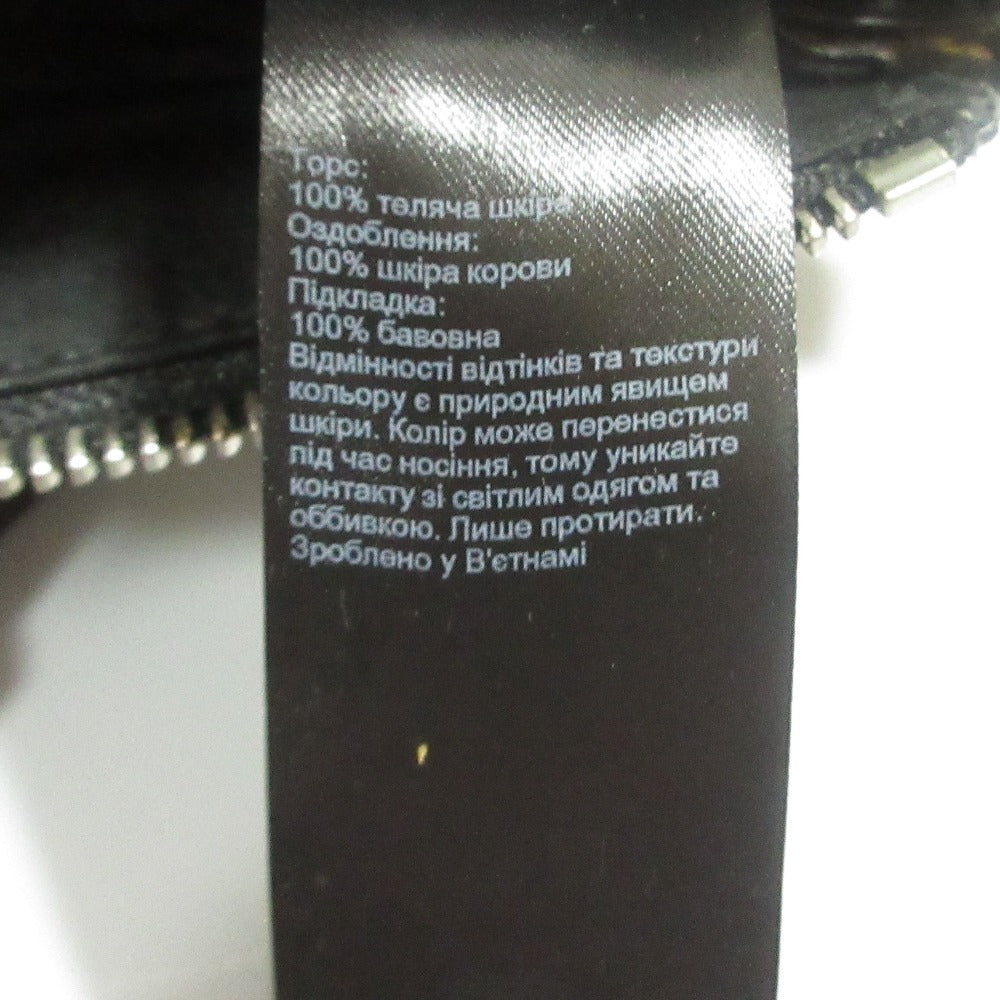 Торс:
100% теляча шкіра
Оздоблення:
100% шкіра корови
Підкладка:
100% бавовна
Відмінності відтінків та текстури
кольору є природним явищем
шкіри. Колір може перенестися
під час носіння, тому уникайте
контакту зі світлим одягом та
оббивкою. Лише протирати.
Зроблено у В'єтнамі